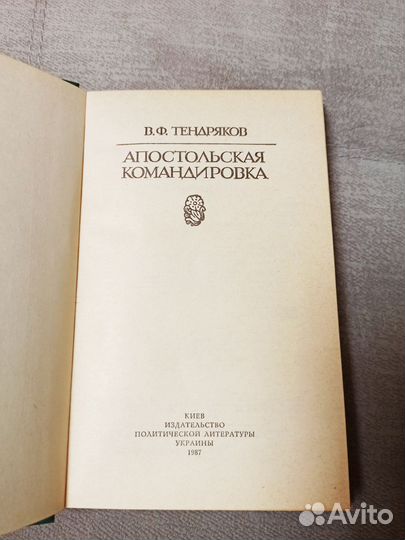 В.Ф. ТЕНДРЯКОВ
АПОСТОЛЬСКАЯ
КОМАНДИРОВКА
КИЕВ
ИЗДАТЕЛЬСТВО
ПОЛИТИЧЕСКОЙ ЛИТЕРАТУРЫ
УКРАИНЫ
1987
Avito